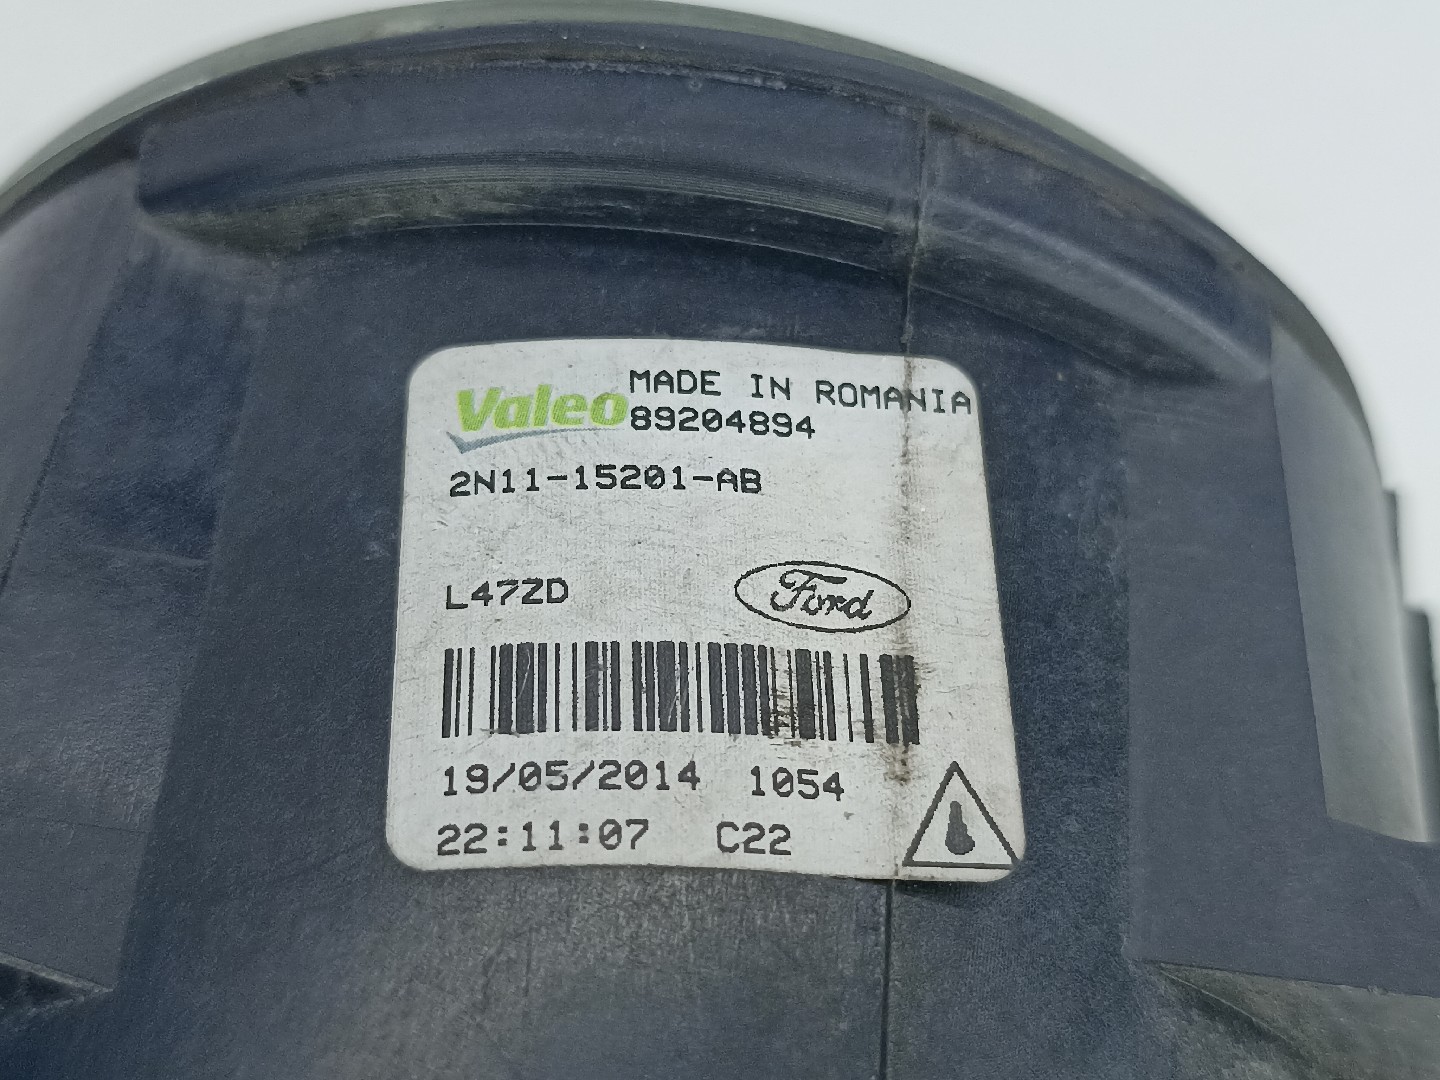 Valeo MADE IN ROMANIA
89204894
2N11-15201-AB
L47ZD Ford
19/05/2014 1054
22:11:07 C22